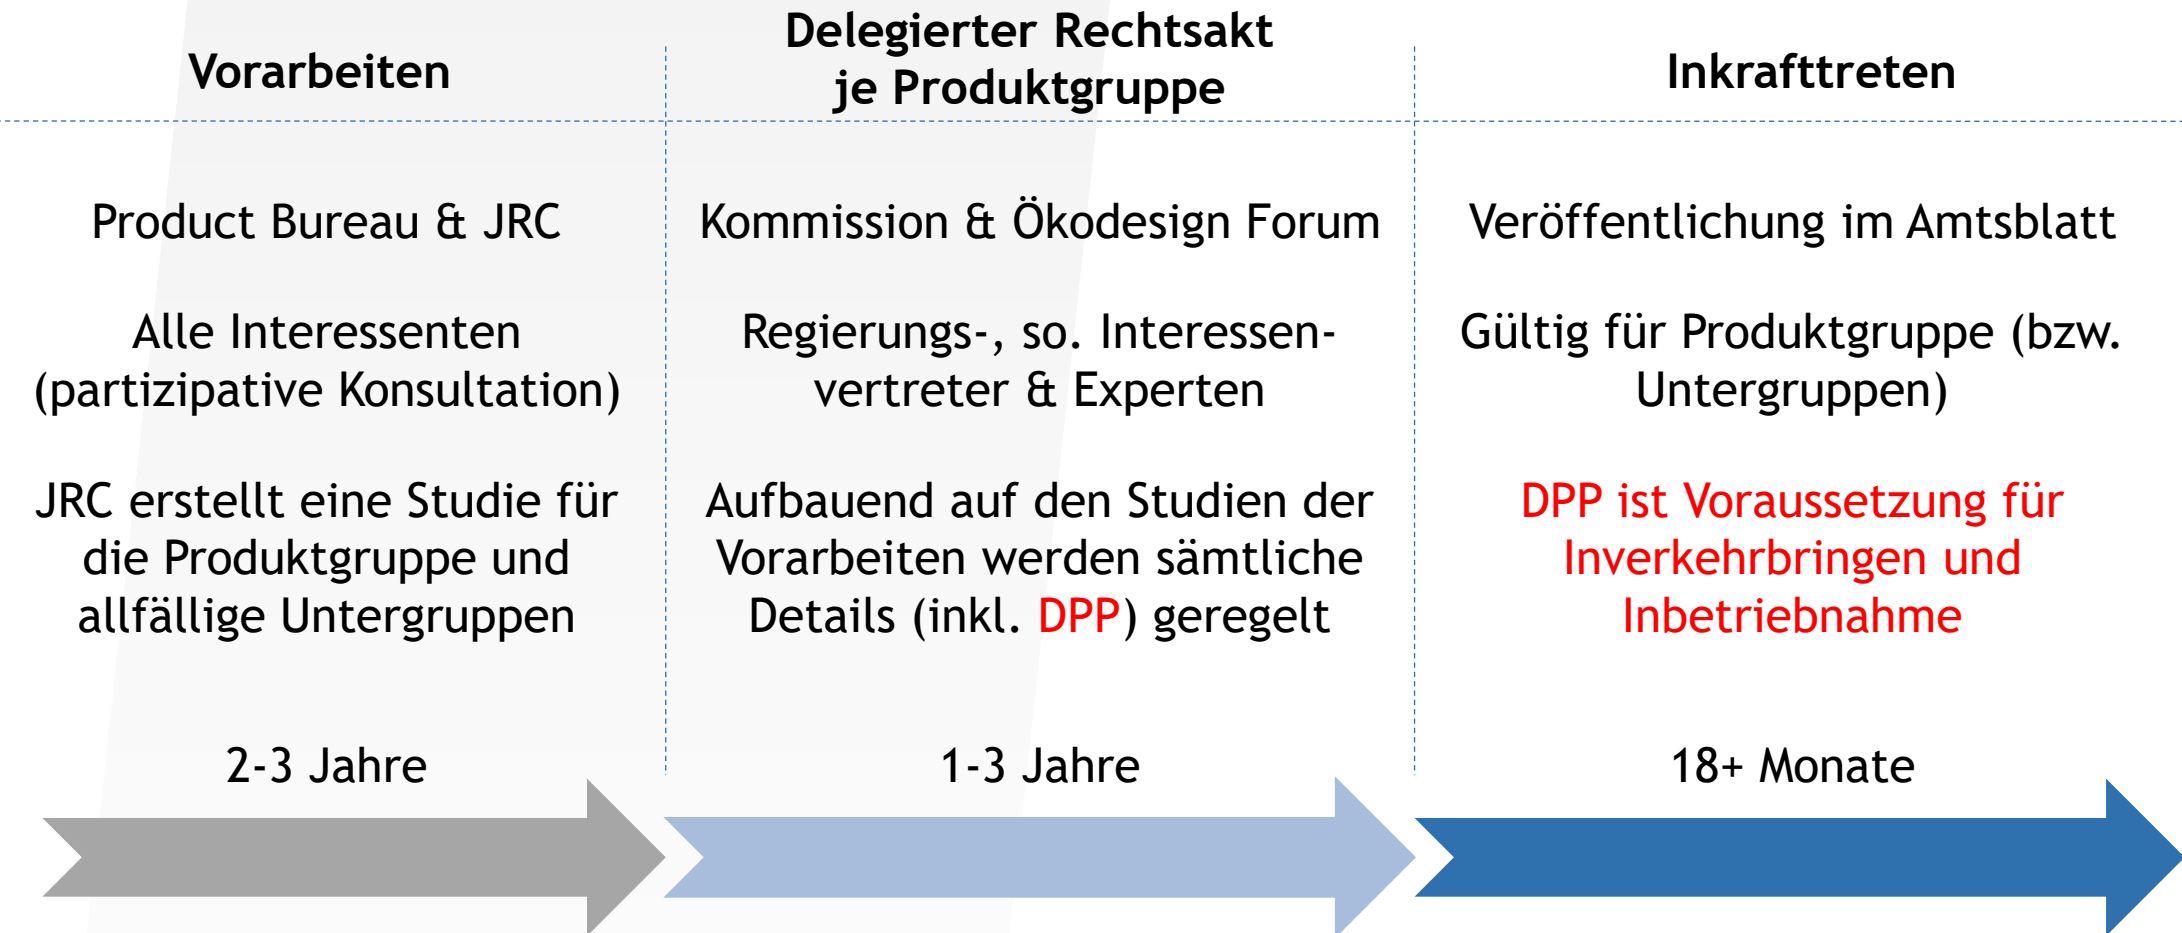 Vorarbeiten
Delegierter Rechtsakt
je Produktgruppe
Inkrafttreten
Product Bureau & JRC
Alle Interessenten
(partizipative Konsultation)
JRC erstellt eine Studie für
die Produktgruppe und
allfällige Untergruppen
2-3 Jahre
Kommission & Ökodesign Forum
Regierungs-, so. Interessen-
vertreter & Experten
Aufbauend auf den Studien der
Vorarbeiten werden sämtliche
Details (inkl. DPP) geregelt
1-3 Jahre
Veröffentlichung im Amtsblatt
Gültig für Produktgruppe (bzw.
Untergruppen)
DPP ist Voraussetzung für
Inverkehrbringen und
Inbetriebnahme
18+ Monate